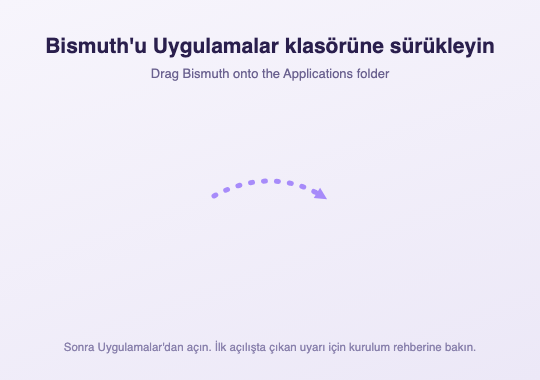 Bismuth'u Uygulamalar klasörüne sürükleyin
Drag Bismuth onto the Applications folder
Sonra Uygulamalar'dan açın. İlk açılışta çıkan uyarı için kurulum rehberine bakın.